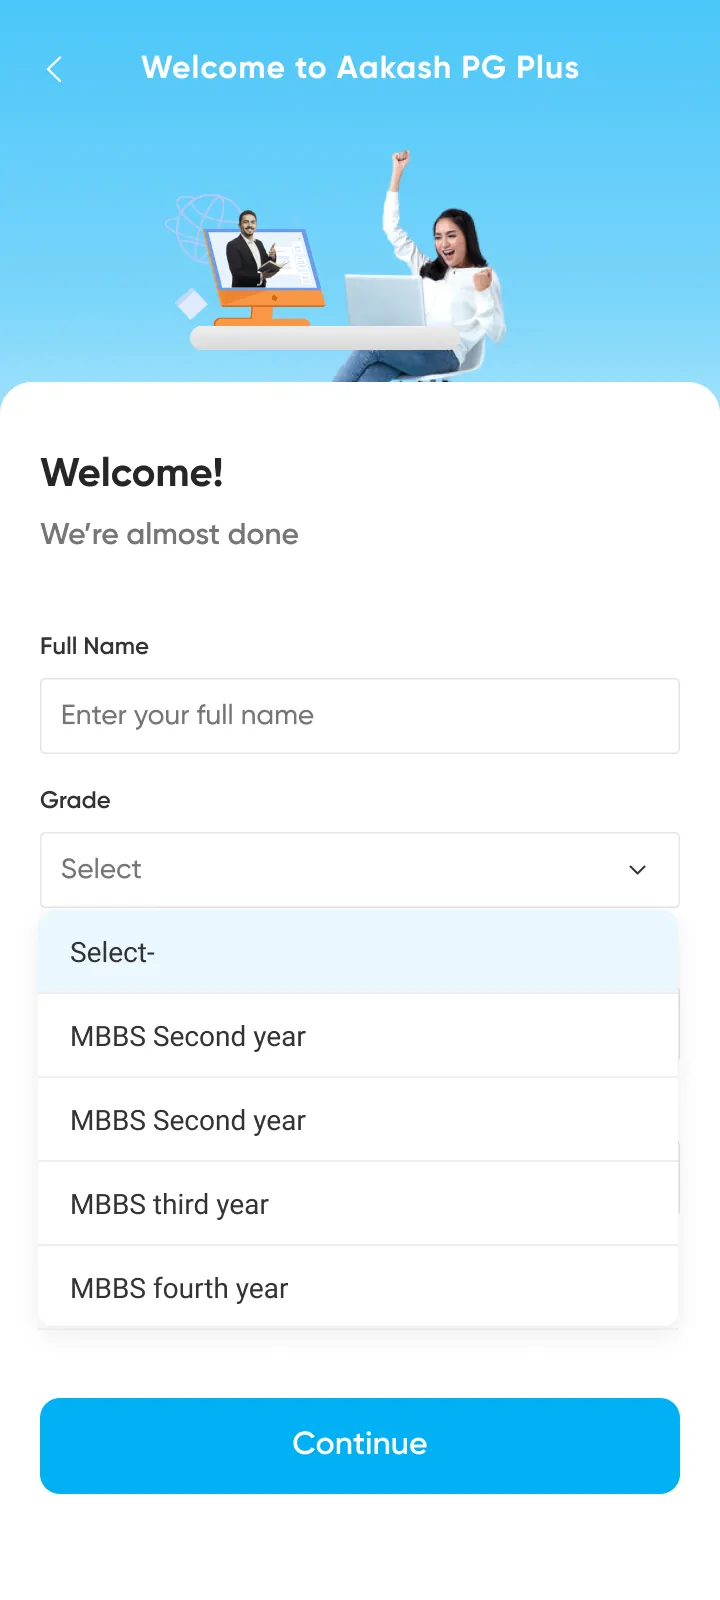 Welcome to Aakash PG Plus
Welcome!
We’re almost done
Full Name
Enter your full name
Grade
Select
Select-
MBBS Second year
MBBS Second year
MBBS third year
MBBS fourth year
Continue